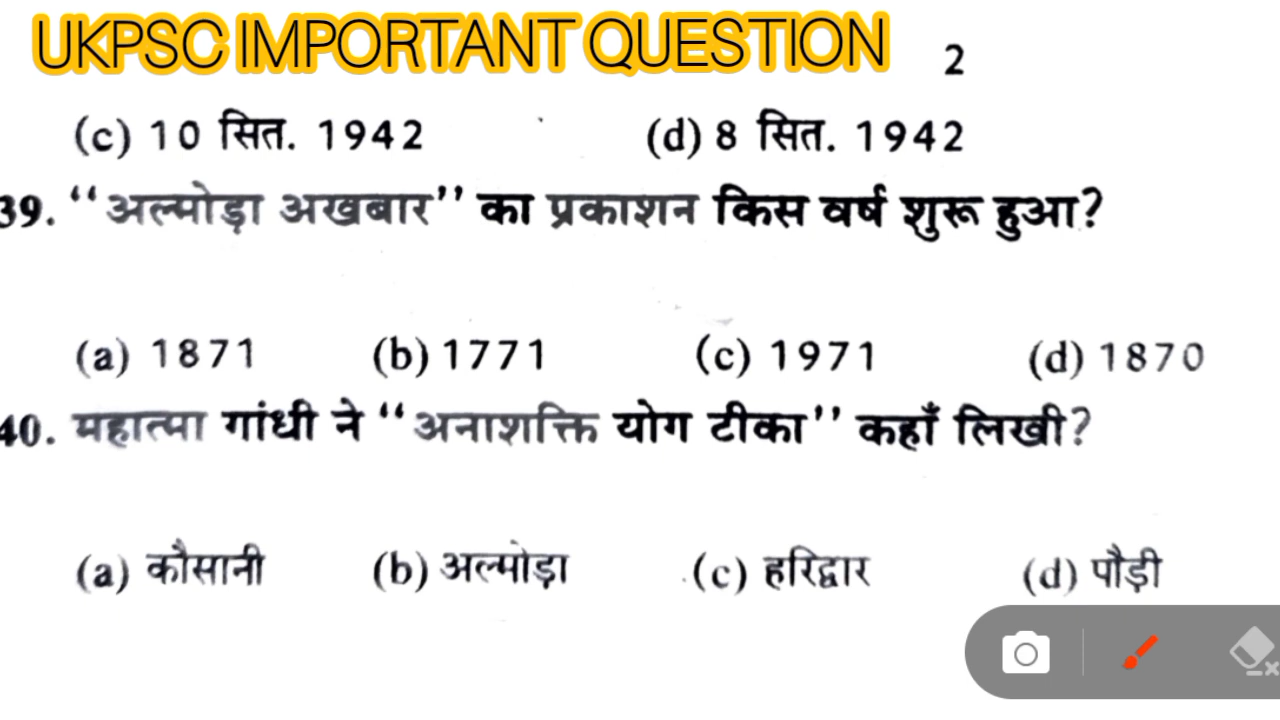 UKPSC IMPORTANT QUESTION 2
(c) 10 सित. 1942 (d) 8 सित. 1942
39. ‘‘अल्मोड़ा अखबार’’ का प्रकाशन किस वर्ष शुरू हुआ?
(a) 1871 (b) 1771 (c) 1971 (d) 1870
40. महात्मा गांधी ने ‘‘अनाशक्ति योग टीका’’ कहाँ लिखी?
(a) कौसानी (b) अल्मोड़ा (c) हरिद्वार (d) पौड़ी